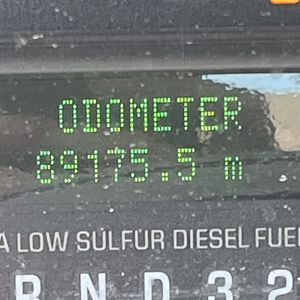 ODOMETER
89175.5 m
A LOW SULFUR DIESEL FUEL
R N D 3 2